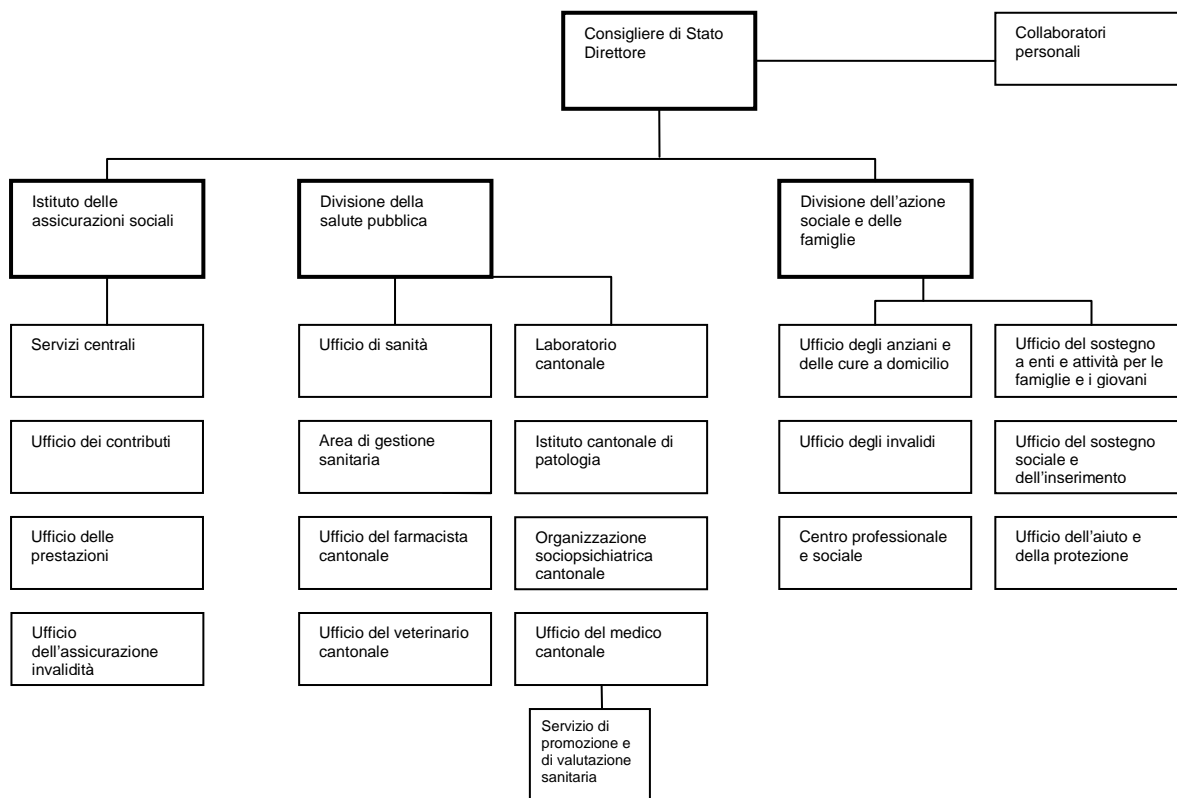 Consigliere di Stato
Direttore
Collaboratori
personali
Istituto delle
assicurazioni sociali
Divisione della
salute pubblica
Divisione dell'azione
sociale e delle
famiglie
Servizi centrali
Ufficio di sanità
Laboratorio
cantonale
Ufficio degli anziani e
delle cure a domicilio
Ufficio del sostegno
a enti e attività per le
famiglie e i giovani
Ufficio dei contributi
Area di gestione
sanitaria
Istituto cantonale di
patologia
Ufficio degli invalidi
Ufficio del sostegno
sociale e
dell'inserimento
Ufficio delle
prestazioni
Ufficio del farmacista
cantonale
Organizzazione
sociopsichiatrica
cantonale
Centro professionale
e sociale
Ufficio dell'aiuto e
della protezione
Ufficio
dell'assicurazione
invalidità
Ufficio del veterinario
cantonale
Ufficio del medico
cantonale
Servizio di
promozione e
di valutazione
sanitaria